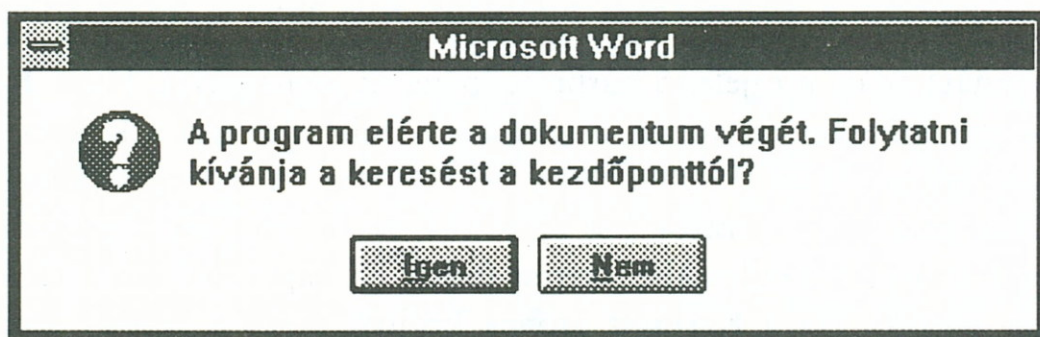 Microsoft Word
A program elérte a dokumentum végét. Folytatni
kívánja a keresést a kezdőponttól?
Igen
Nem